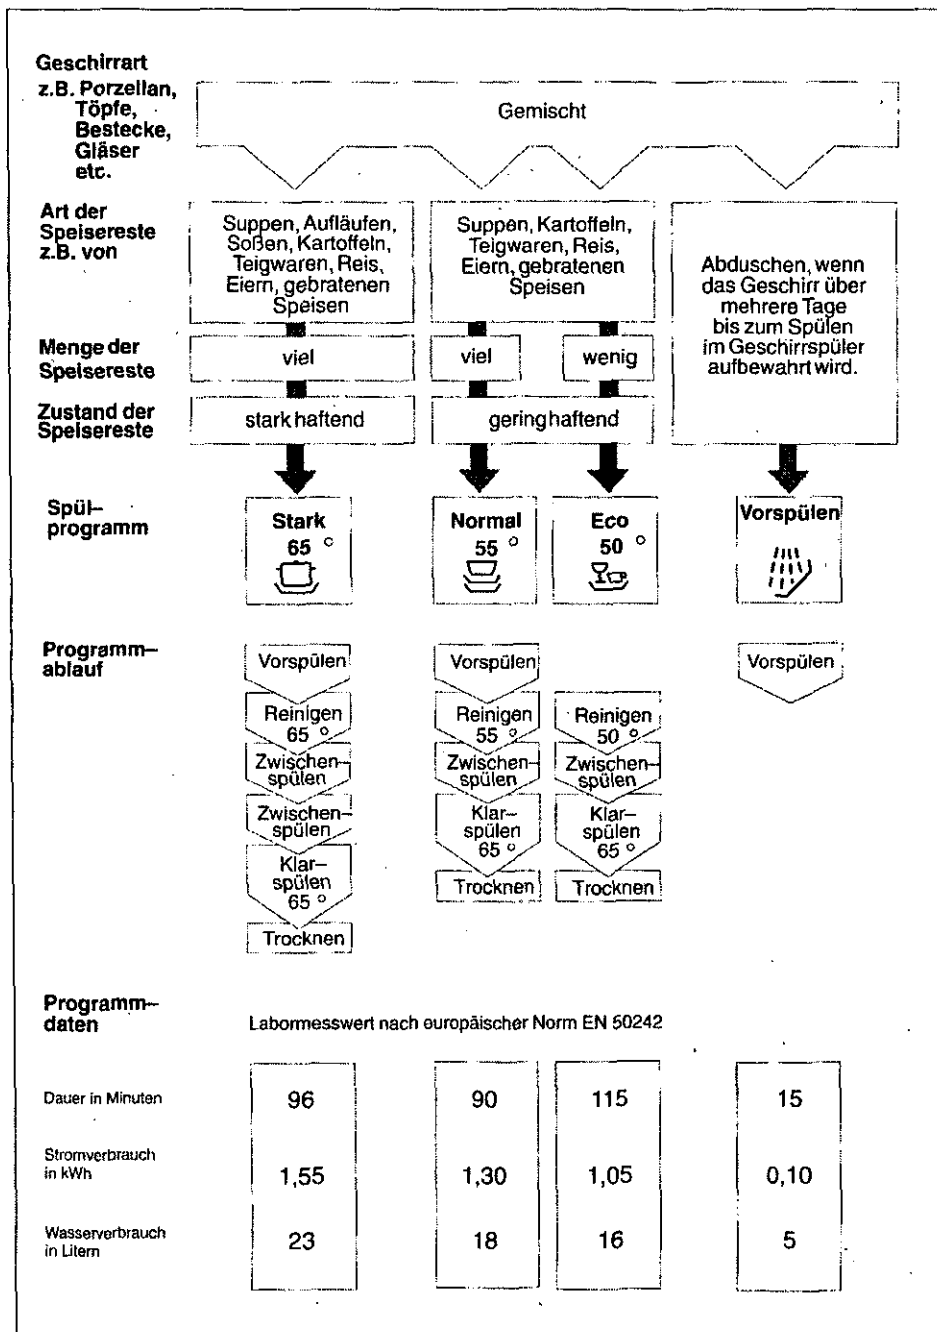 Geschirrart
z.B. Porzellan,
Töpfe,
Bestecke,
Gläser
etc.
Gemischt
Art der
Speisereste
z.B. von
Suppen, Aufläufen,
Soßen, Kartoffeln,
Teigwaren, Reis,
Eiern, gebratenen
Speisen
Suppen, Kartoffeln,
Teigwaren, Reis,
Eiern, gebratenen
Speisen
Abduschen, wenn
das Geschirr über
mehrere Tage
bis zum Spülen
im Geschirrspüler
aufbewahrt wird.
Menge der
Speisereste
viel
viel
wenig
Zustand der
Speisereste
stark haftend
gering haftend
Spül–
programm
Stark
65 °
Normal
55 °
Eco
50 °
Vorspülen
Programm–
ablauf
Vorspülen
Reinigen
65 °
Zwischen–
spülen
Zwischen–
spülen
Klar–
spülen
65 °
Trocknen
Vorspülen
Reinigen
55 °
Zwischen–
spülen
Klar–
spülen
65 °
Trocknen
Reinigen
50 °
Zwischen–
spülen
Klar–
spülen
65 °
Trocknen
Vorspülen
Programm–
daten
Labormesswert nach europäischer Norm EN 50242
Dauer in Minuten
96 90 115 15
Stromverbrauch
in kWh
1,55 1,30 1,05 0,10
Wasserverbrauch
in Litern
23 18 16 5